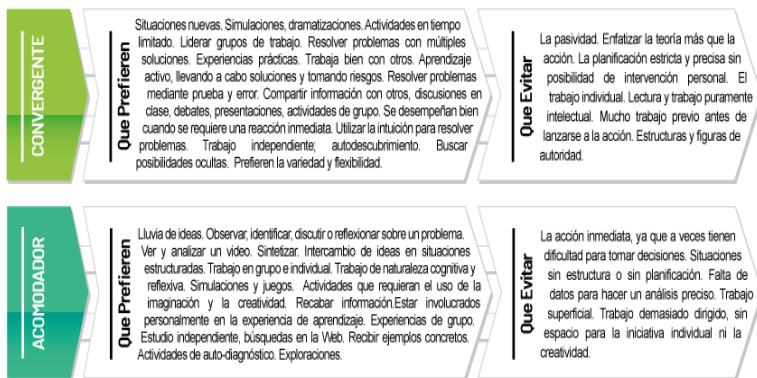 CONVERGENTE
Que Prefieren
Situaciones nuevas. Simulaciones, dramatizaciones. Actividades en tiempo
limitado. Liderar grupos de trabajo. Resolver problemas con múltiples
soluciones. Experiencias prácticas. Trabaja bien con otros. Aprendizaje
activo, llevando a cabo soluciones y tomando riesgos. Resolver problemas
mediante prueba y error. Compartir información con otros, discusiones en
clase, debates, presentaciones, actividades de grupo. Se desempeñan bien
cuando se requiere una reacción inmediata. Utilizar la intuición para resolver
problemas. Trabajo independiente; autodescubrimiento. Buscar
posibilidades ocultas. Prefieren la variedad y flexibilidad.
Que Evitar
La pasividad. Enfatizar la teoría más que la
acción. La planificación estricta y precisa sin
posibilidad de intervención personal. El
trabajo individual. Lectura y trabajo puramente
intelectual. Mucho trabajo previo antes de
lanzarse a la acción. Estructuras y figuras de
autoridad.
ACOMODADOR
Que Prefieren
Lluvia de ideas. Observar, identificar, discutir o reflexionar sobre un problema.
Ver y analizar un video. Sintetizar. Intercambio de ideas en situaciones
estructuradas. Trabajo en grupo e individual. Trabajo de naturaleza cognitiva y
reflexiva. Simulaciones y juegos. Actividades que requieran el uso de la
imaginación y la creatividad. Recabar información.Estar involucrados
personalmente en la experiencia de aprendizaje. Experiencias de grupo.
Estudio independiente, búsquedas en la Web. Recibir ejemplos concretos.
Actividades de auto-diagnóstico. Exploraciones.
Que Evitar
La acción inmediata, ya que a veces tienen
dificultad para tomar decisiones. Situaciones
sin estructura o sin planificación. Falta de
datos para hacer un análisis preciso. Trabajo
superficial. Trabajo demasiado dirigido, sin
espacio para la iniciativa individual ni la
creatividad.